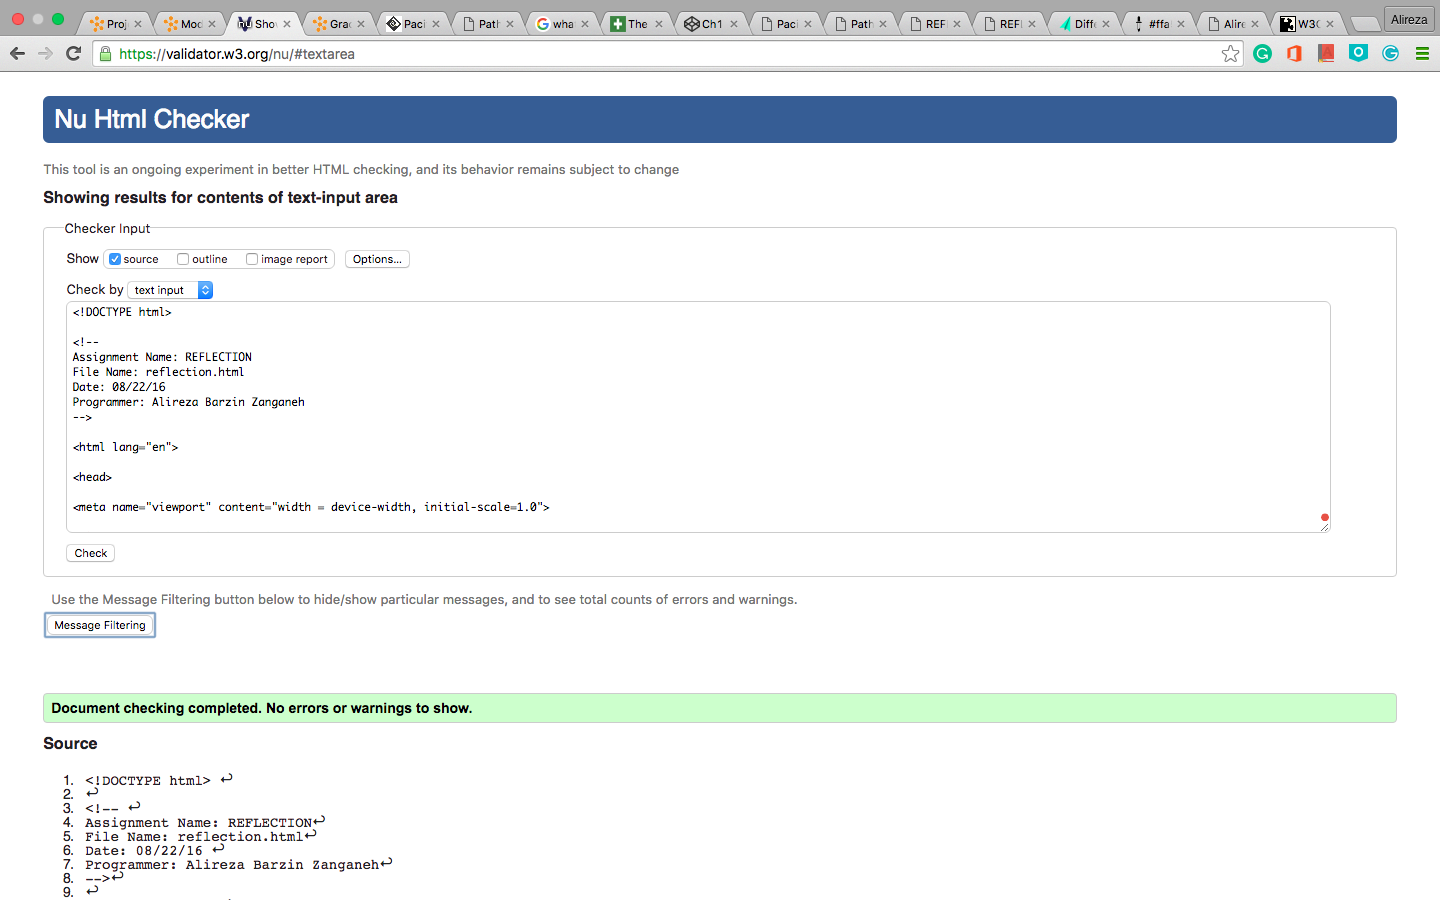 Proje
Mod
Shov
Grac
Paci
Path
wha
The
Ch1
Paci
Path
REFI
REFI
Diffe
#ffa
Alire
W3C
Alireza
https://validator.w3.org/nu/#textarea
Nu Html Checker
This tool is an ongoing experiment in better HTML checking, and its behavior remains subject to change
Showing results for contents of text-input area
Checker Input
Show source outline image report Options...
Check by text input
<!DOCTYPE html>
<!--
Assignment Name: REFLECTION
File Name: reflection.html
Date: 08/22/16
Programmer: Alireza Barzin Zanganeh
-->
<html lang="en">
<head>
<meta name="viewport" content="width = device-width, initial-scale=1.0">
Check
Use the Message Filtering button below to hide/show particular messages, and to see total counts of errors and warnings.
Message Filtering
Document checking completed. No errors or warnings to show.
Source
1. <!DOCTYPE html> ↩
2. ↩
3. <!-- ↩
4. Assignment Name: REFLECTION↩
5. File Name: reflection.html↩
6. Date: 08/22/16 ↩
7. Programmer: Alireza Barzin Zanganeh↩
8. -->↩
9. ↩